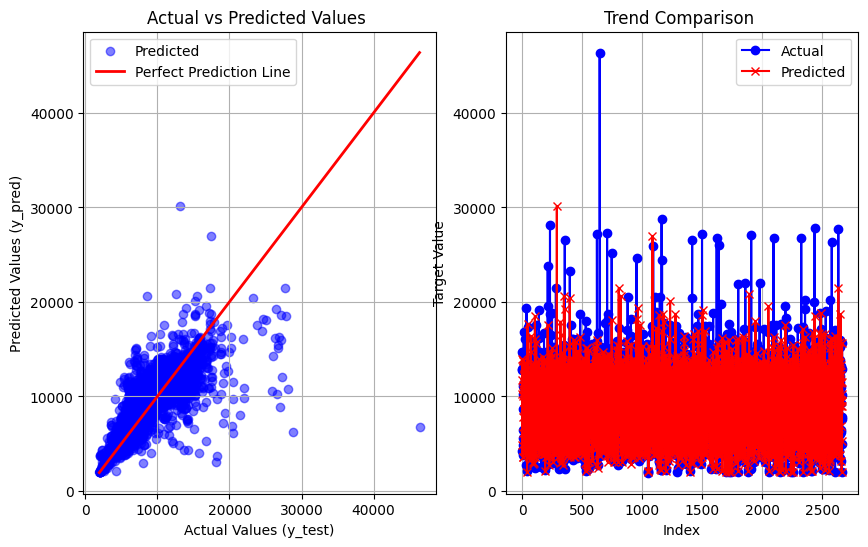 Actual vs Predicted Values
Predicted
Perfect Prediction Line
Predicted Values (y_pred)
40000
30000
20000
10000
0
0
10000
20000
30000
40000
Actual Values (y_test)
Trend Comparison
Actual
Predicted
Target Value
40000
30000
20000
10000
0
0
500
1000
1500
2000
2500
Index